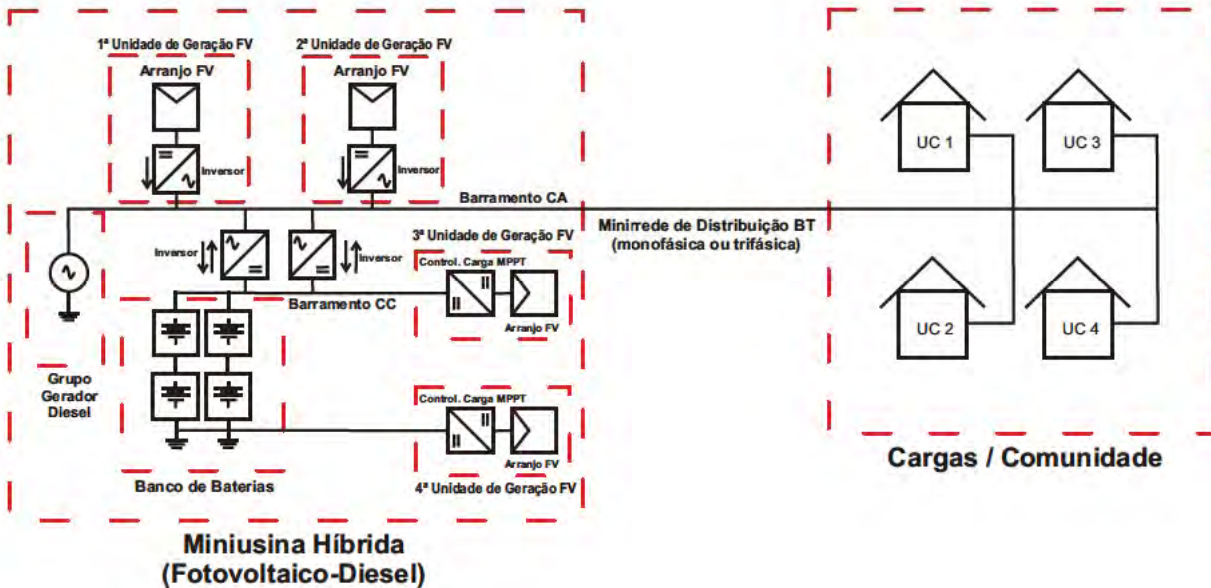 1ª Unidade de Geração FV
2ª Unidade de Geração FV
Arranjo FV
Arranjo FV
Inversor
Inversor
Barramento CA
Minirrede de Distribuição BT
(monofásica ou trifásica)
Inversor
Inversor
3ª Unidade de Geração FV
Control. Carga MPPT
Arranjo FV
Barramento CC
Grupo
Gerador
Diesel
Control. Carga MPPT
Arranjo FV
4ª Unidade de Geração FV
Banco de Baterias
Miniusina Híbrida
(Fotovoltaico-Diesel)
UC 1
UC 3
UC 2
UC 4
Cargas / Comunidade